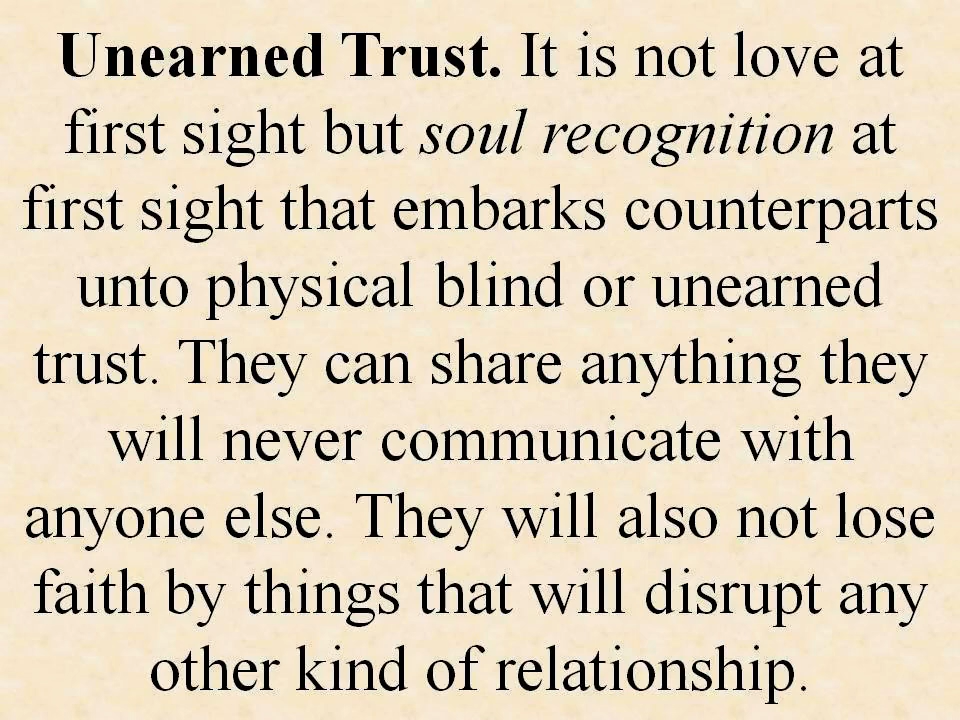 Unearned Trust. It is not love at
first sight but soul recognition at
first sight that embarks counterparts
unto physical blind or unearned
trust. They can share anything they
will never communicate with
anyone else. They will also not lose
faith by things that will disrupt any
other kind of relationship.